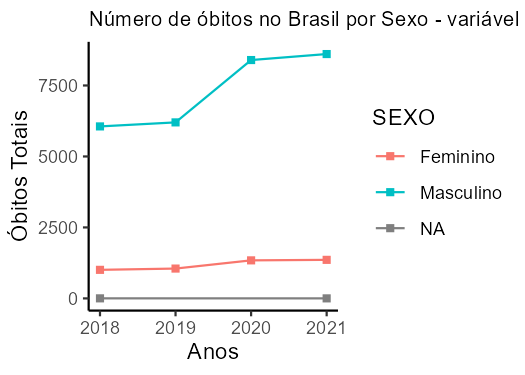 Número de óbitos no Brasil por Sexo - variável
Óbitos Totais
7500
5000
2500
0
2018 2019 2020 2021
Anos
SEXO
Feminino
Masculino
NA